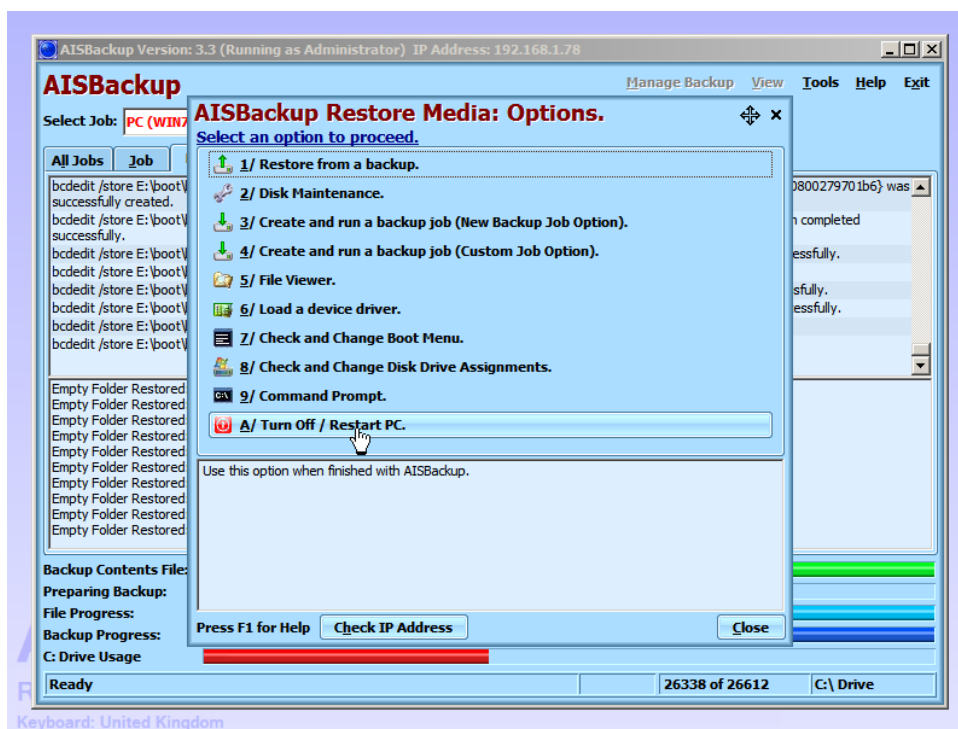 AISBackup Version: 3.3 (Running as Administrator) IP Address: 192.168.1.78
AISBackup
Manage Backup View Tools Help Exit
Select Job: PC (WIN7
All Jobs Job
bcdedit /store E:\boot\
successfully created.
bcdedit /store E:\boot\
successfully.
bcdedit /store E:\boot\
bcdedit /store E:\boot\
bcdedit /store E:\boot\
bcdedit /store E:\boot\
bcdedit /store E:\boot\
bcdedit /store E:\boot\
0800279701b6} was
n completed
essfully.
sfully.
essfully.
Empty Folder Restored:
Empty Folder Restored:
Empty Folder Restored:
Empty Folder Restored:
Empty Folder Restored:
Empty Folder Restored:
Empty Folder Restored:
Empty Folder Restored:
Empty Folder Restored:
Empty Folder Restored:
AISBackup Restore Media: Options.
Select an option to proceed.
1/ Restore from a backup.
2/ Disk Maintenance.
3/ Create and run a backup job (New Backup Job Option).
4/ Create and run a backup job (Custom Job Option).
5/ File Viewer.
6/ Load a device driver.
7/ Check and Change Boot Menu.
8/ Check and Change Disk Drive Assignments.
9/ Command Prompt.
A/ Turn Off / Restart PC.
Use this option when finished with AISBackup.
Press F1 for Help Check IP Address Close
Backup Contents File:
Preparing Backup:
File Progress:
Backup Progress:
C: Drive Usage
Ready 26338 of 26612 C:\ Drive
Keyboard: United Kingdom